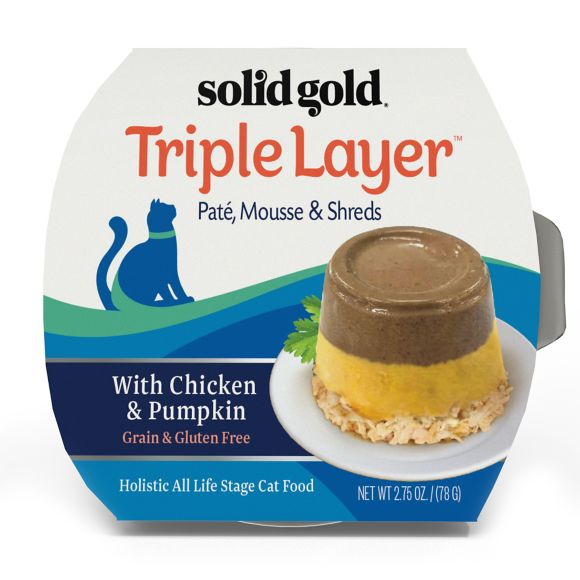 solid gold®
Triple Layer™
Paté, Mousse & Shreds
With Chicken
& Pumpkin
Grain & Gluten Free
Holistic All Life Stage Cat Food
NET WT 2.75 OZ. / (78 G)